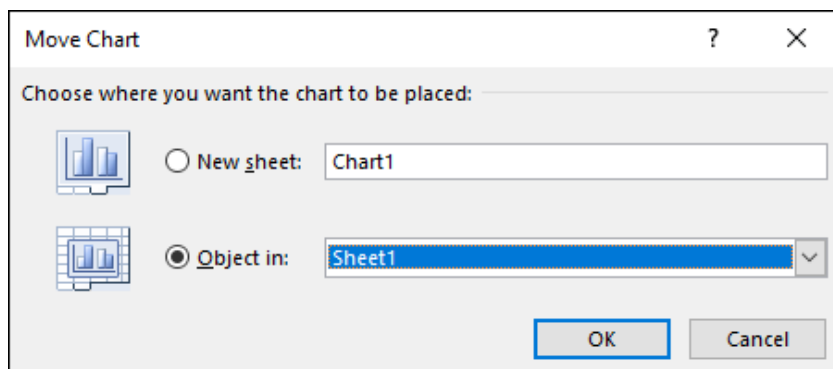 Move Chart ?
Choose where you want the chart to be placed:
New sheet: Chart1
Object in: Sheet1
OK Cancel